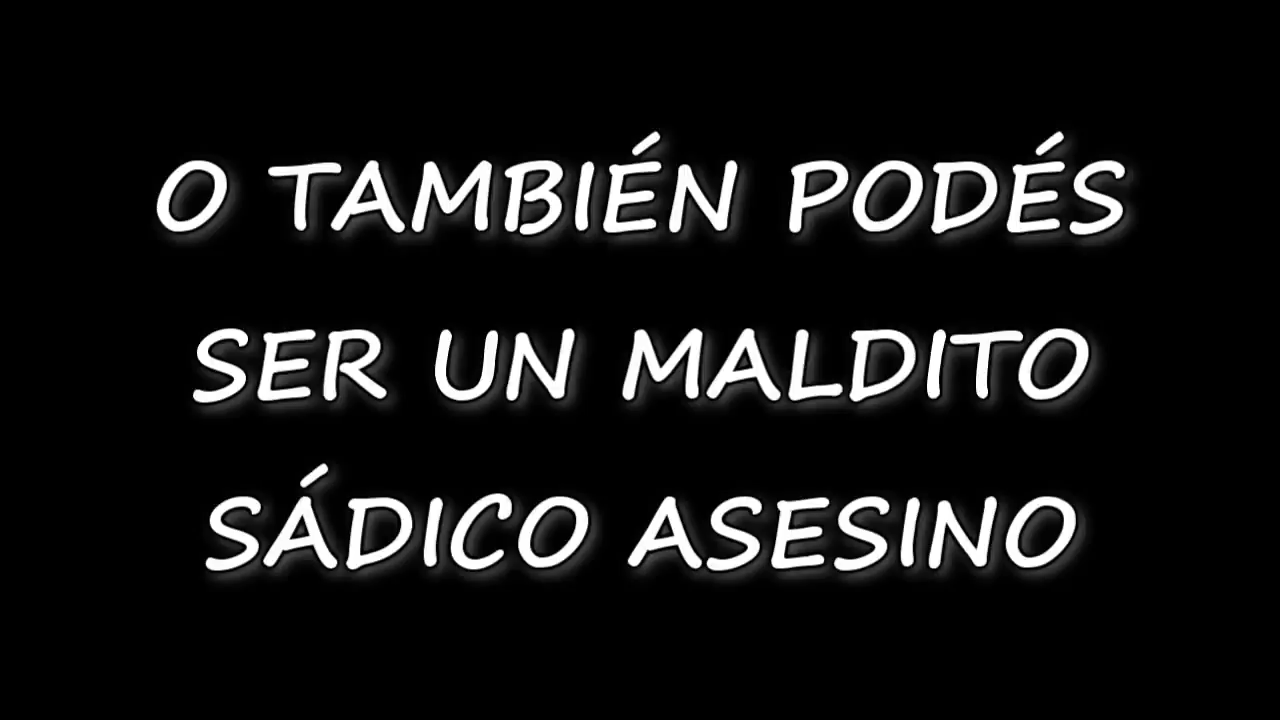 O TAMBIÉN PODÉS
SER UN MALDITO
SÁDICO ASESINO